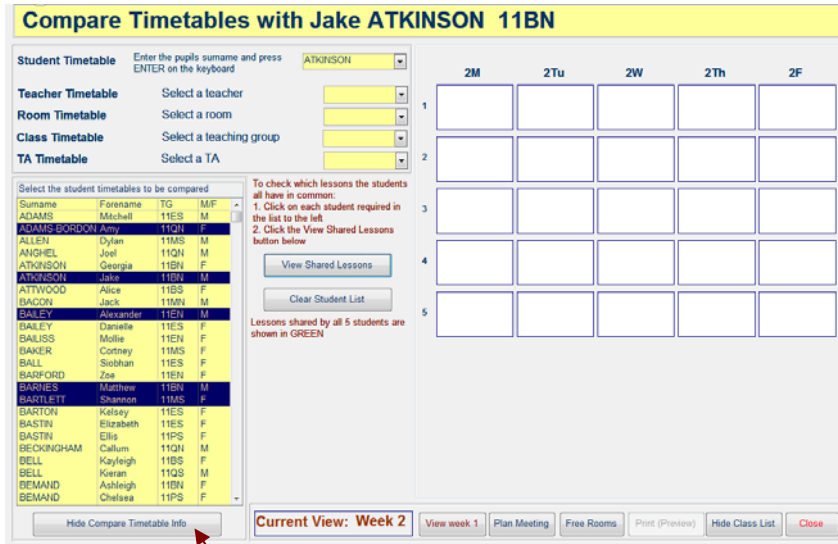 Compare Timetables with Jake ATKINSON 11BN
Student Timetable Enter the pupils surname and press ENTER on the keyboard ATKINSON
Teacher Timetable Select a teacher
Room Timetable Select a room
Class Timetable Select a teaching group
TA Timetable Select a TA
Select the student timetables to be compared
Surname Forename TG M/F
ADAMS Mitchell 11ES M
ADAMS-BORDON Amy 11QN F
ALLEN Dylan 11MS M
ANGHEL Joel 11QN M
ATKINSON Georgia 11BN F
ATKINSON Jake 11BN M
ATTWOOD Alice 11BS F
BACON Jack 11MN M
BAILEY Alexander 11EN M
BAILEY Danielle 11ES F
BAILISS Mollie 11EN F
BAKER Cortney 11MS F
BALL Siobhan 11ES F
BARFORD Zoe 11EN F
BARNES Matthew 11BN M
BARTLETT Shannon 11MS F
BARTON Kelsey 11ES F
BASTIN Elizabeth 11ES F
BASTIN Ellis 11PS F
BECKINGHAM Callum 11QN M
BELL Kayleigh 11BS F
BELL Kieran 11QS M
BEMAND Ashleigh 11BN F
BEMAND Chelsea 11PS F
Hide Compare Timetable Info
To check which lessons the students
all have in common:
1. Click on each student required in
the list to the left
2. Click the View Shared Lessons
button below
View Shared Lessons
Clear Student List
Lessons shared by all 5 students are
shown in GREEN
2M 2Tu 2W 2Th 2F
1
2
3
4
5
Current View: Week 2 View week 1 Plan Meeting Free Rooms Print (Preview) Hide Class List Close